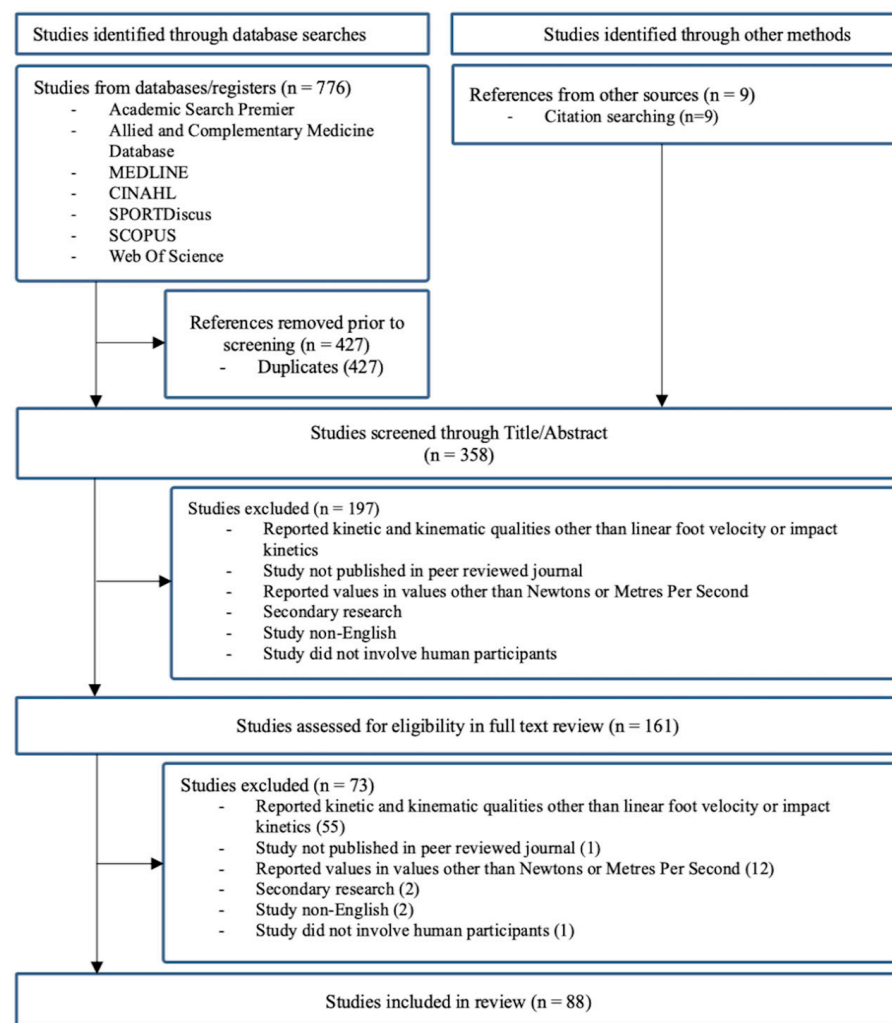 Studies identified through database searches
Studies identified through other methods
Studies from databases/registers (n = 776)
- Academic Search Premier
- Allied and Complementary Medicine
Database
- MEDLINE
- CINAHL
- SPORTDiscus
- SCOPUS
- Web Of Science
References from other sources (n = 9)
- Citation searching (n=9)
References removed prior to
screening (n = 427)
- Duplicates (427)
Studies screened through Title/Abstract
(n = 358)
Studies excluded (n = 197)
- Reported kinetic and kinematic qualities other than linear foot velocity or impact
kinetics
- Study not published in peer reviewed journal
- Reported values in values other than Newtons or Metres Per Second
- Secondary research
- Study non-English
- Study did not involve human participants
Studies assessed for eligibility in full text review (n = 161)
Studies excluded (n = 73)
- Reported kinetic and kinematic qualities other than linear foot velocity or impact
kinetics (55)
- Study not published in peer reviewed journal (1)
- Reported values in values other than Newtons or Metres Per Second (12)
- Secondary research (2)
- Study non-English (2)
- Study did not involve human participants (1)
Studies included in review (n = 88)